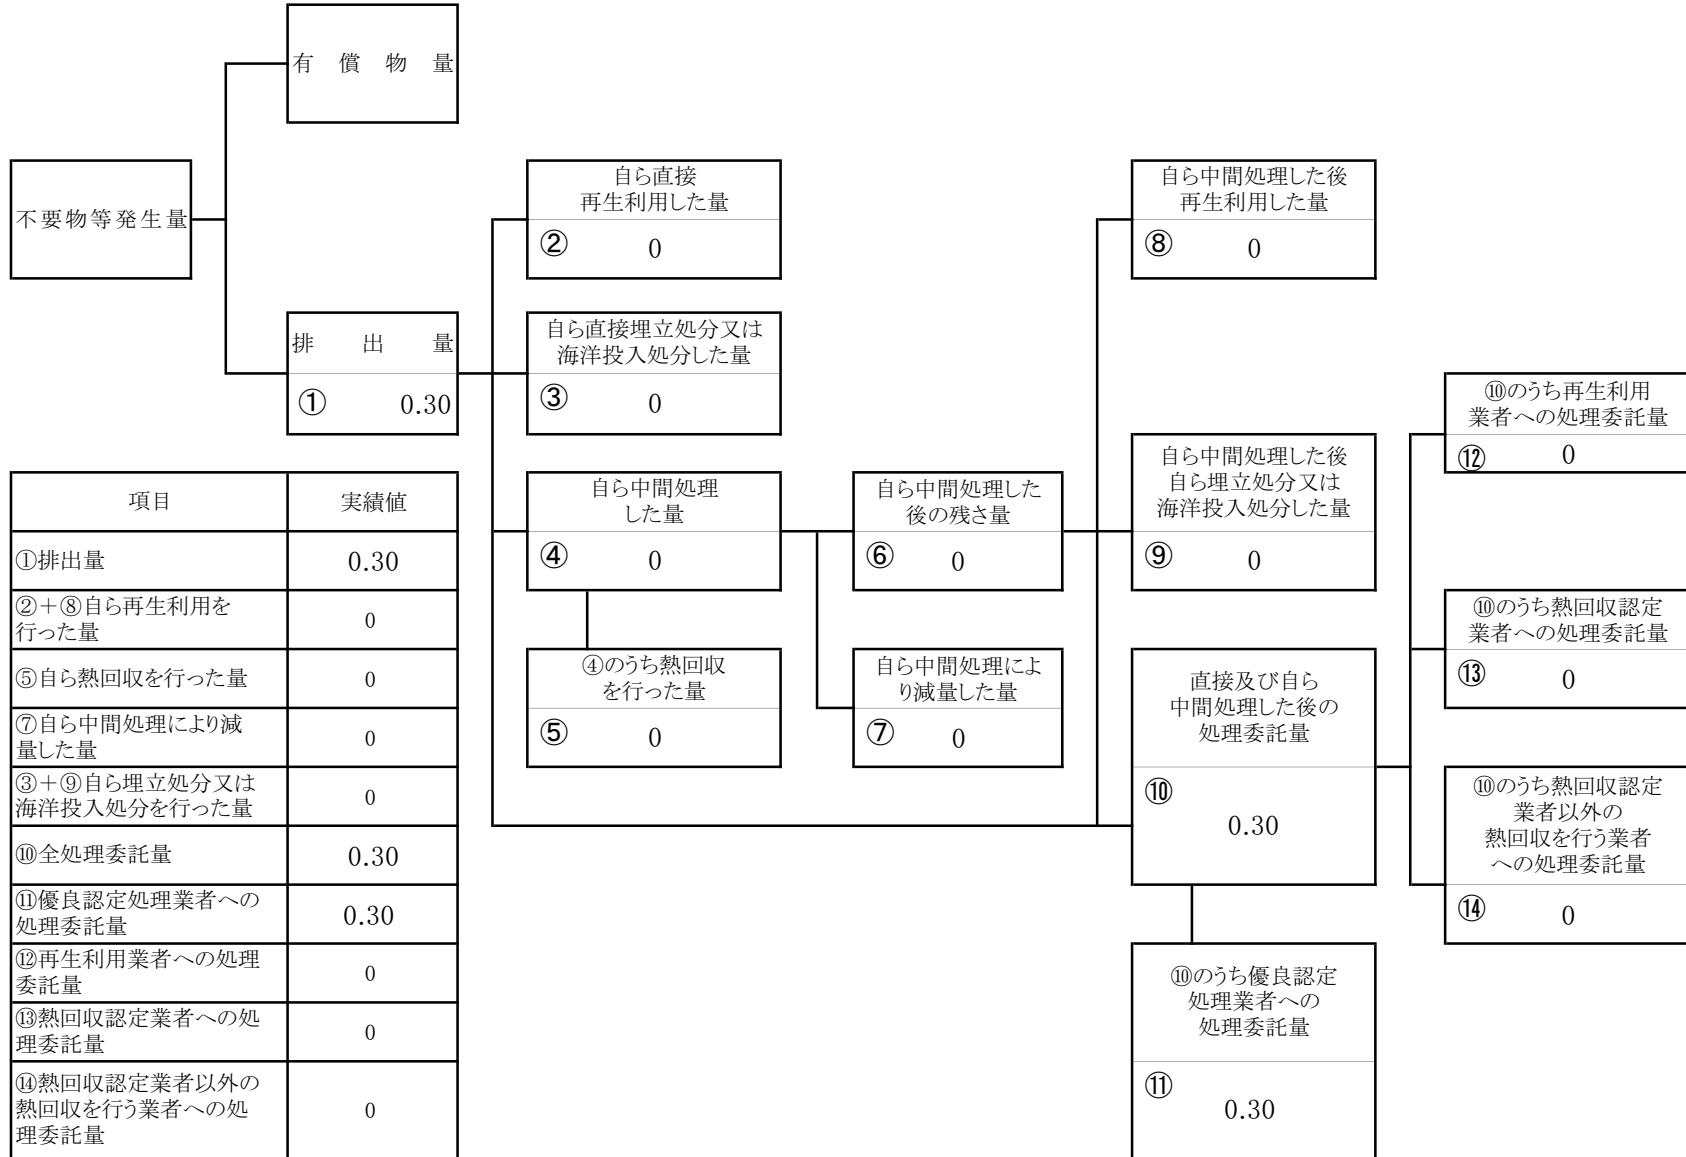 有償物量
不要物等発生量
排出量
① 0.30
自ら直接
再生利用した量
② 0
自ら直接埋立処分又は
海洋投入処分した量
③ 0
自ら中間処理
した量
④ 0
④のうち熱回収
を行った量
⑤ 0
自ら中間処理した
後の残さ量
⑥ 0
自ら中間処理によ
り減量した量
⑦ 0
自ら中間処理した後
再生利用した量
⑧ 0
自ら中間処理した後
自ら埋立処分又は
海洋投入処分した量
⑨ 0
直接及び自ら
中間処理した後の
処理委託量
⑩
0.30
⑩のうち優良認定
処理業者への
処理委託量
⑪
0.30
⑩のうち再生利用
業者への処理委託量
⑫ 0
⑩のうち熱回収認定
業者への処理委託量
⑬ 0
⑩のうち熱回収認定
業者以外の
熱回収を行う業者
への処理委託量
⑭ 0
項目 実績値
①排出量 0.30
②＋⑧自ら再生利用を
行った量 0
⑤自ら熱回収を行った量 0
⑦自ら中間処理により減
量した量 0
③＋⑨自ら埋立処分又は
海洋投入処分を行った量 0
⑩全処理委託量 0.30
⑪優良認定処理業者への
処理委託量 0.30
⑫再生利用業者への処理
委託量 0
⑬熱回収認定業者への処
理委託量 0
⑭熱回収認定業者以外の
熱回収を行う業者への処
理委託量 0